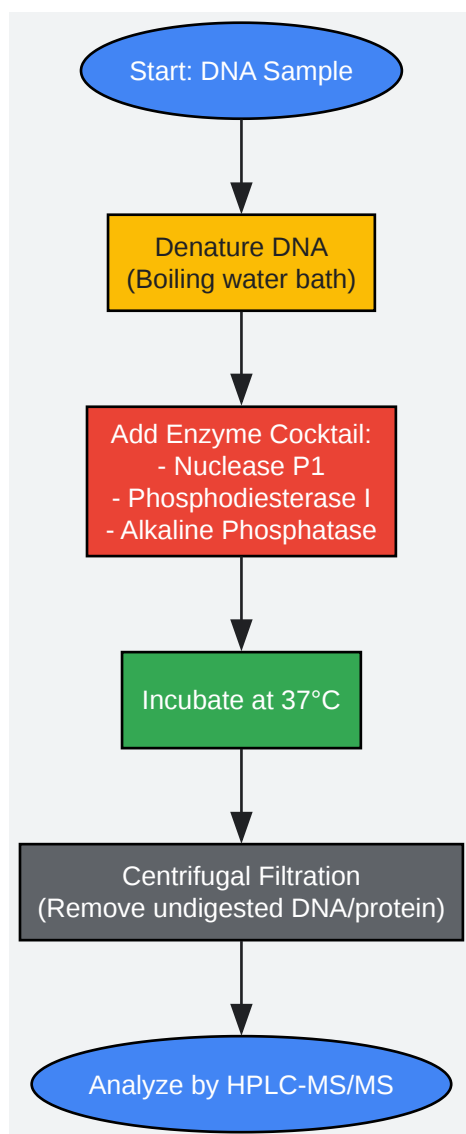 Start: DNA Sample
Denature DNA
(Boiling water bath)
Add Enzyme Cocktail:
- Nuclease P1
- Phosphodiesterase I
- Alkaline Phosphatase
Incubate at 37°C
Centrifugal Filtration
(Remove undigested DNA/protein)
Analyze by HPLC-MS/MS